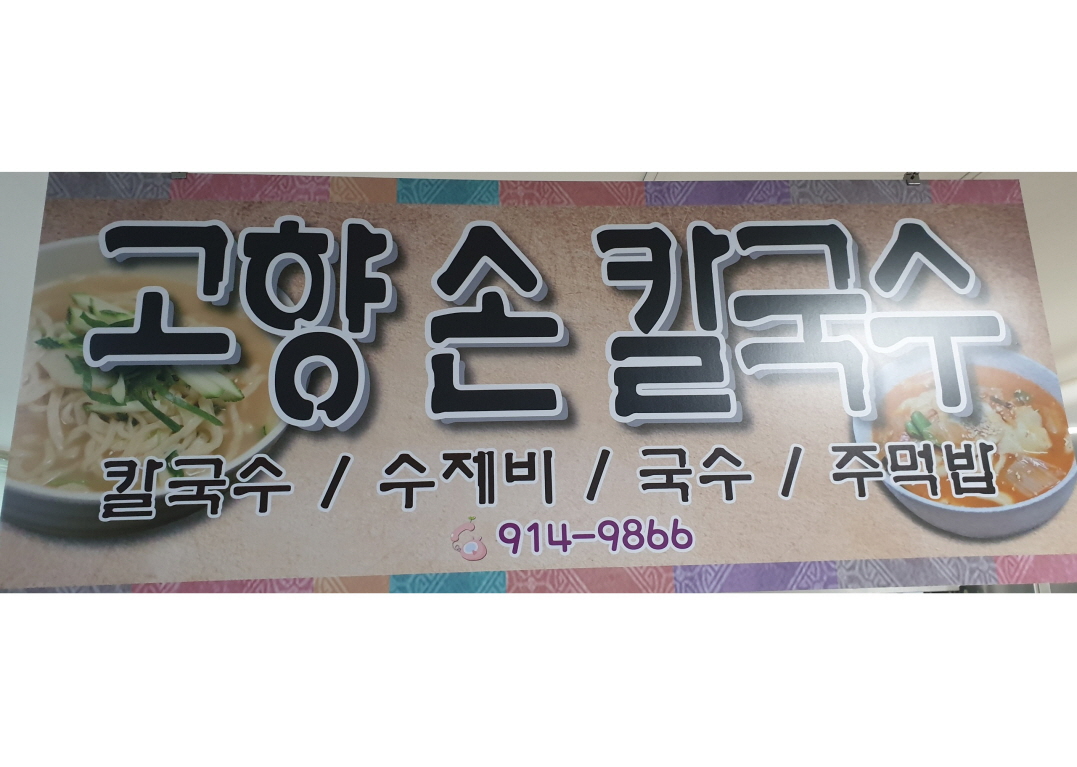 고향 손 칼국수
칼국수 / 수제비 / 국수 / 주먹밥
914-9866